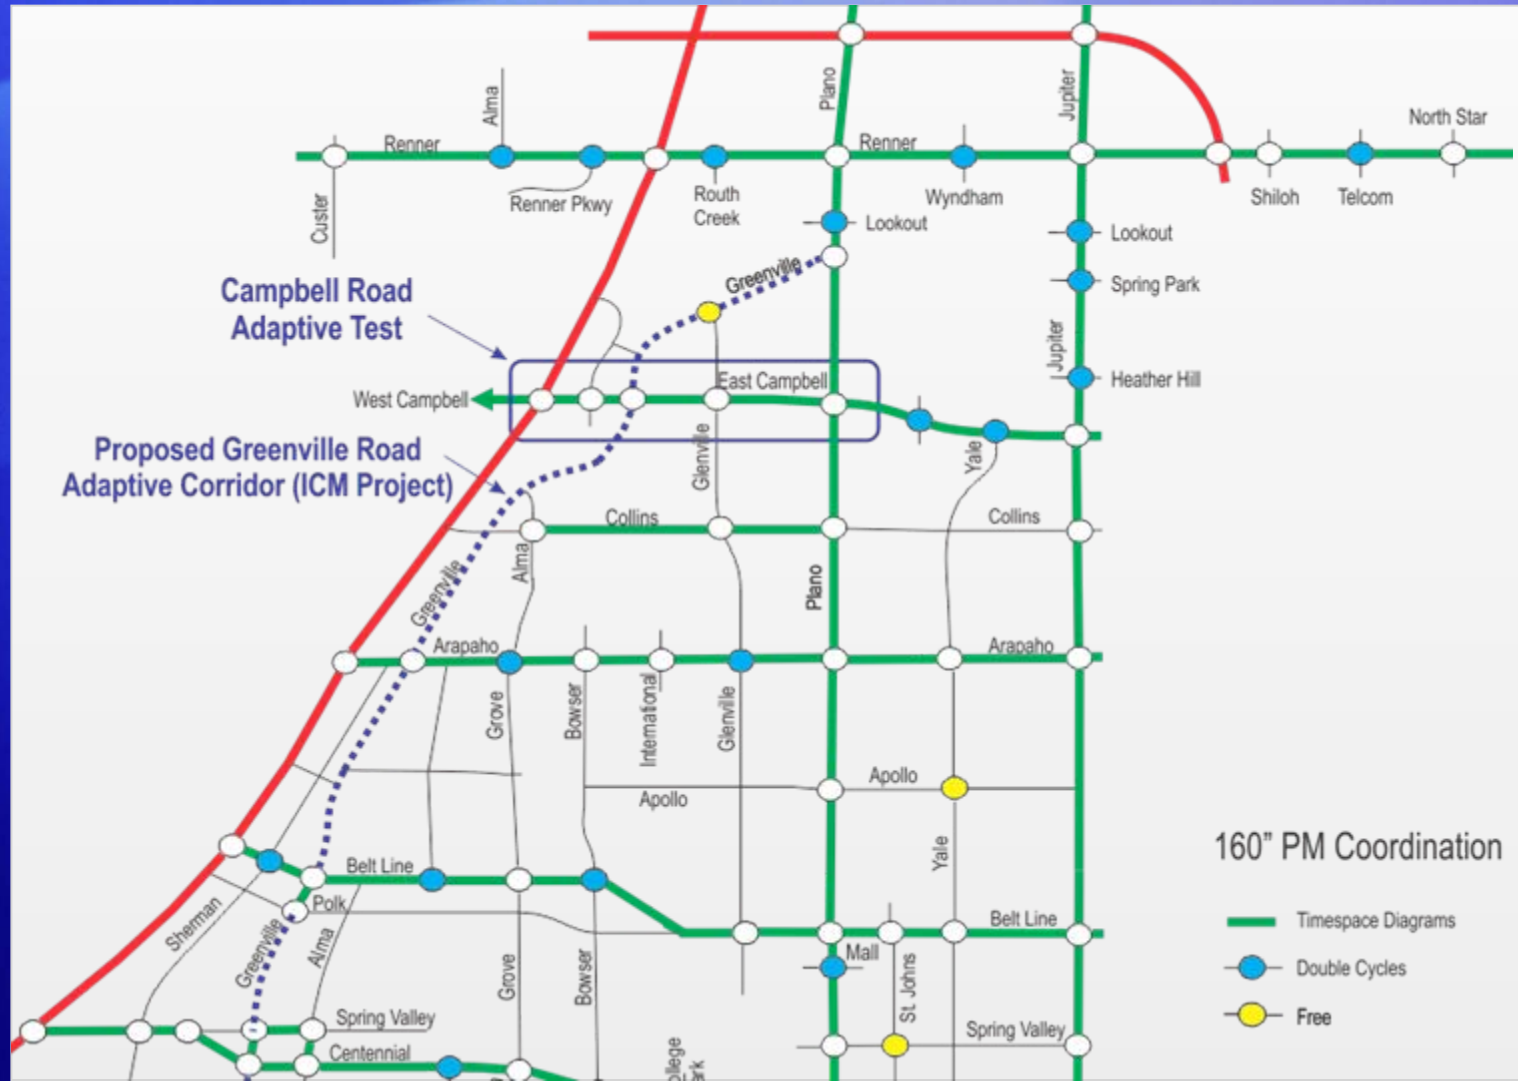 Alma
Plano
Jupiter
North Star
Renner
Renner
Custer
Renner Pkwy
Routh
Creek
Wyndham
Shiloh
Telcom
Lookout
Lookout
Campbell Road
Adaptive Test
Greenville
Spring Park
Jupiter
West Campbell
East Campbell
Heather Hill
Proposed Greenville Road
Adaptive Corridor (ICM Project)
Glenville
Yale
Collins
Collins
Alma
Greenville
Plano
Arapaho
Arapaho
Grove
Bowser
International
Glenville
Apollo
Apollo
Yale
160” PM Coordination
Belt Line
Polk
Sherman
Greenville
Alma
Grove
Bowser
Belt Line
Mall
St. Johns
Timespace Diagrams
Double Cycles
Free
Spring Valley
Spring Valley
Centennial